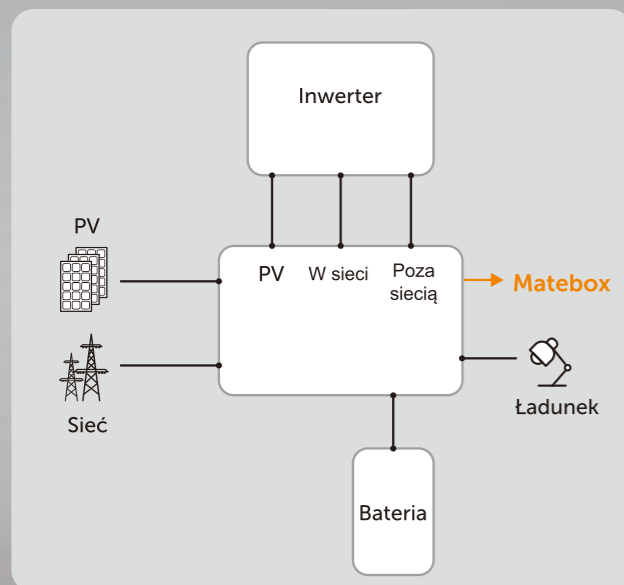 Inwerter
PV
PV
W sieci
Poza
siecią
Matebox
Sieć
Ładunek
Bateria